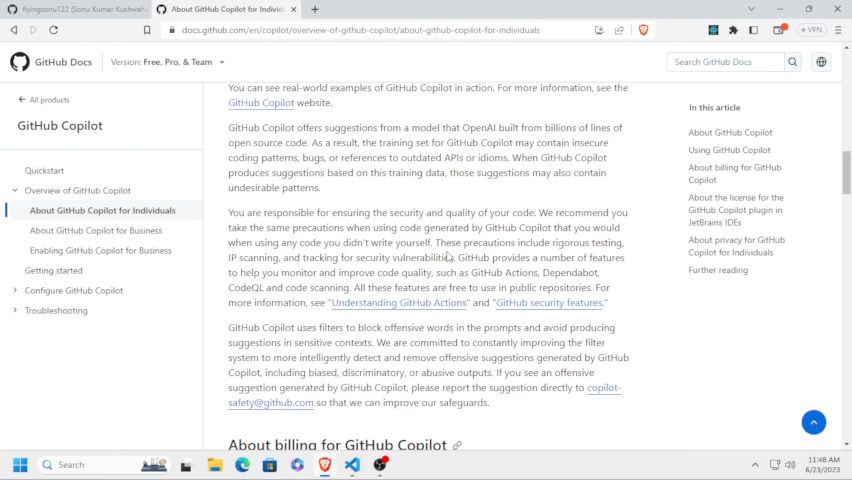 flyingsonu122 (Sonu Kumar Kushwah
About GitHub Copilot for Individu
docs.github.com/en/copilot/overview-of-github-copilot/about-github-copilot-for-individuals
VPN
GitHub Docs
Version: Free, Pro, & Team
Search GitHub Docs
All products
GitHub Copilot
Quickstart
Overview of GitHub Copilot
About GitHub Copilot for Individuals
About GitHub Copilot for Business
Enabling GitHub Copilot for Business
Getting started
Configure GitHub Copilot
Troubleshooting
You can see real-world examples of GitHub Copilot in action. For more information, see the
GitHub Copilot website.
GitHub Copilot offers suggestions from a model that OpenAI built from billions of lines of
open source code. As a result, the training set for GitHub Copilot may contain insecure
coding patterns, bugs, or references to outdated APIs or idioms. When GitHub Copilot
produces suggestions based on this training data, those suggestions may also contain
undesirable patterns.
You are responsible for ensuring the security and quality of your code. We recommend you
take the same precautions when using code generated by GitHub Copilot that you would
when using any code you didn't write yourself. These precautions include rigorous testing,
IP scanning, and tracking for security vulnerabilities. GitHub provides a number of features
to help you monitor and improve code quality, such as GitHub Actions, Dependabot,
CodeQL and code scanning. All these features are free to use in public repositories. For
more information, see "Understanding GitHub Actions" and "GitHub security features."
GitHub Copilot uses filters to block offensive words in the prompts and avoid producing
suggestions in sensitive contexts. We are committed to constantly improving the filter
system to more intelligently detect and remove offensive suggestions generated by GitHub
Copilot, including biased, discriminatory, or abusive outputs. If you see an offensive
suggestion generated by GitHub Copilot, please report the suggestion directly to copilot-
safety@github.com so that we can improve our safeguards.
About billing for GitHub Copilot
In this article
About GitHub Copilot
Using GitHub Copilot
About billing for GitHub
Copilot
About the license for the
GitHub Copilot plugin in
JetBrains IDEs
About privacy for GitHub
Copilot for Individuals
Further reading
Search
11:48 AM
6/23/2023